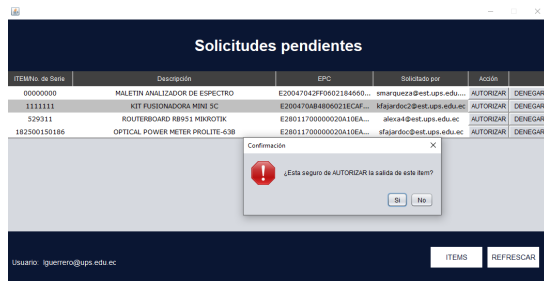 Solicitudes pendientes
ITEM/No. de Serie Descripción EPC Solicitado por Acción
00000000 MALETIN ANALIZADOR DE ESPECTRO E20047042FF0602184660... smarqueza@est.ups.edu.... AUTORIZAR DENEGAR
1111111 KIT FUSIONADORA MINI 5C E200470AB4806021ECAF... kfajardoc2@est.ups.edu.ec AUTORIZAR DENEGAR
529311 ROUTERBOARD RB951 MIKROTIK E28011700000020A10EA... alexa4@est.ups.edu.ec AUTORIZAR DENEGAR
182500150186 OPTICAL POWER METER PROLITE-63B E28011700000020A10EA... sfajardoc@est.ups.edu.ec AUTORIZAR DENEGAR
Confirmación
¿Esta seguro de AUTORIZAR la salida de este item?
Si No
ITEMS REFRESCAR
Usuario: lguerrero@ups.edu.ec